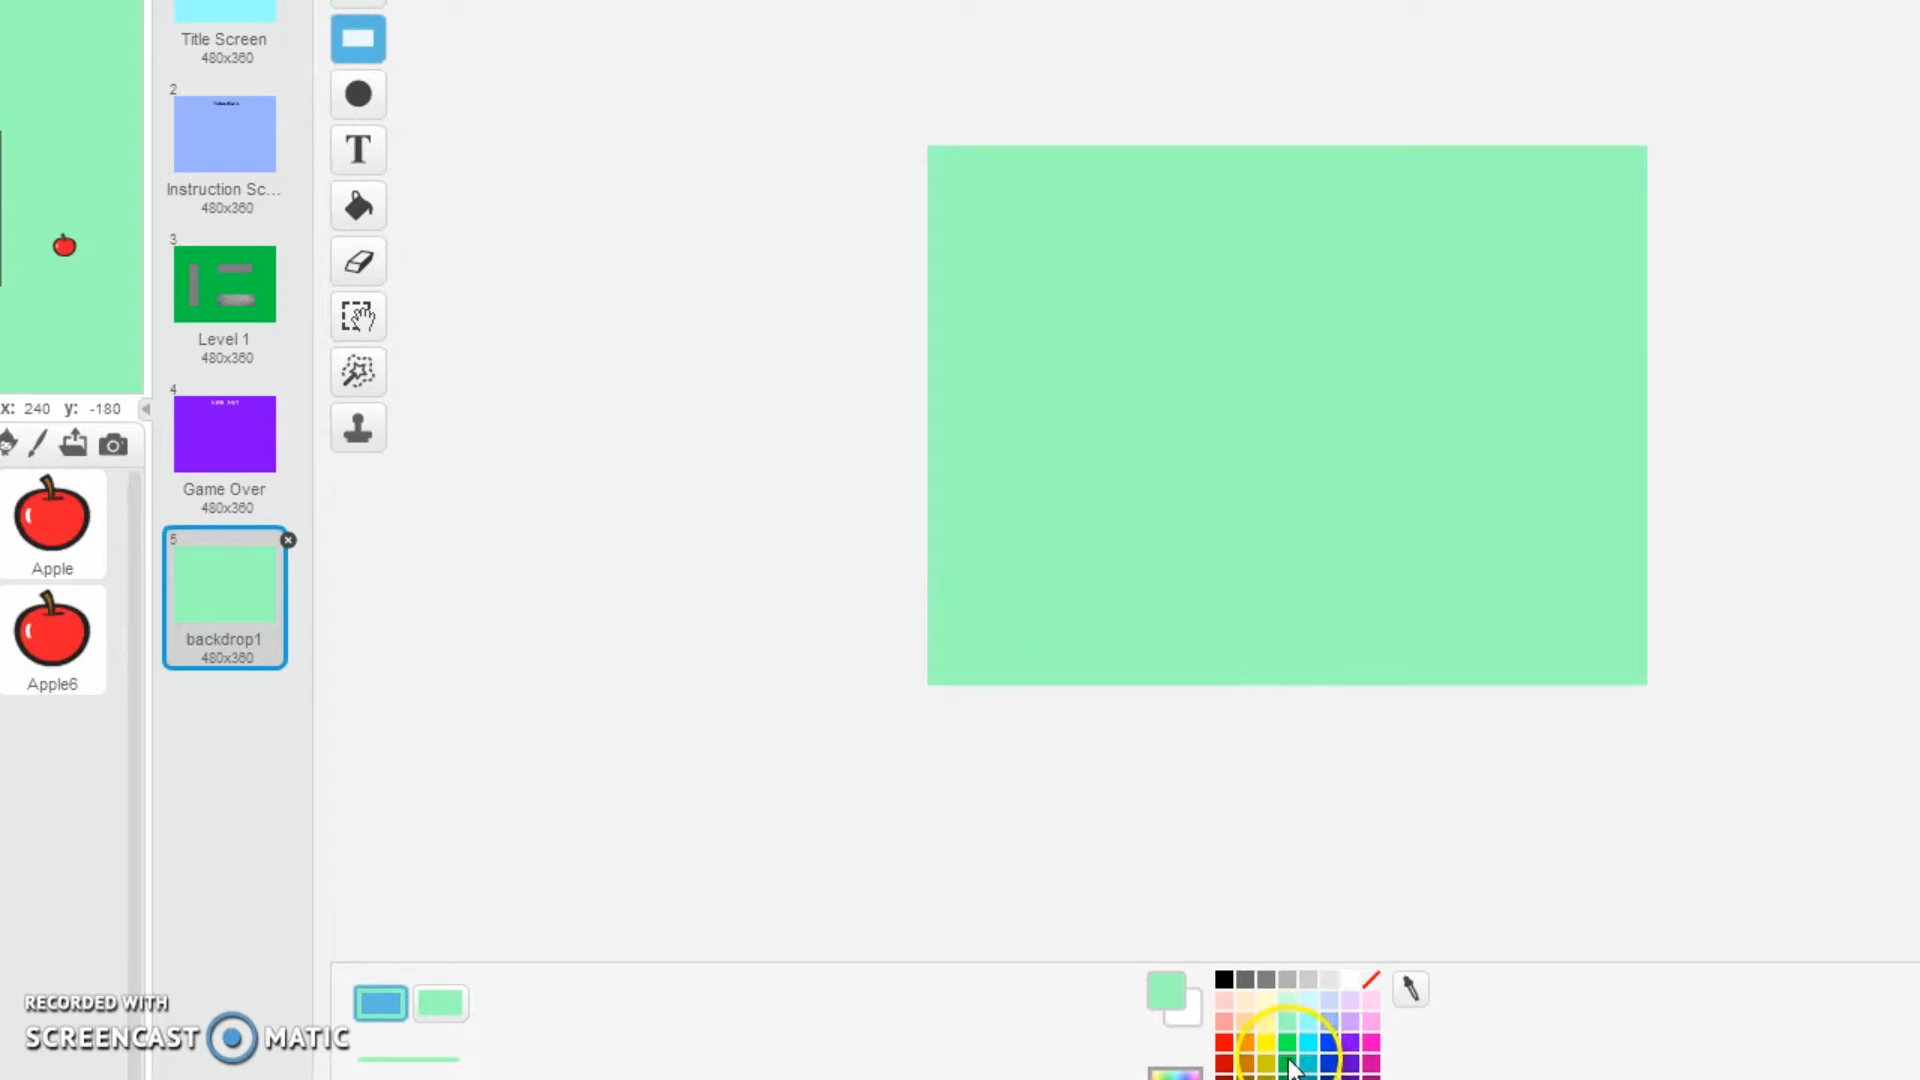 Title Screen
480x360
2
Instruction Sc...
480x360
3
Level 1
480x360
4
Game Over
480x360
5
backdrop1
480x360
T
x: 240 y: -180
Apple
Apple6
RECORDED WITH
SCREENCAST MATIC